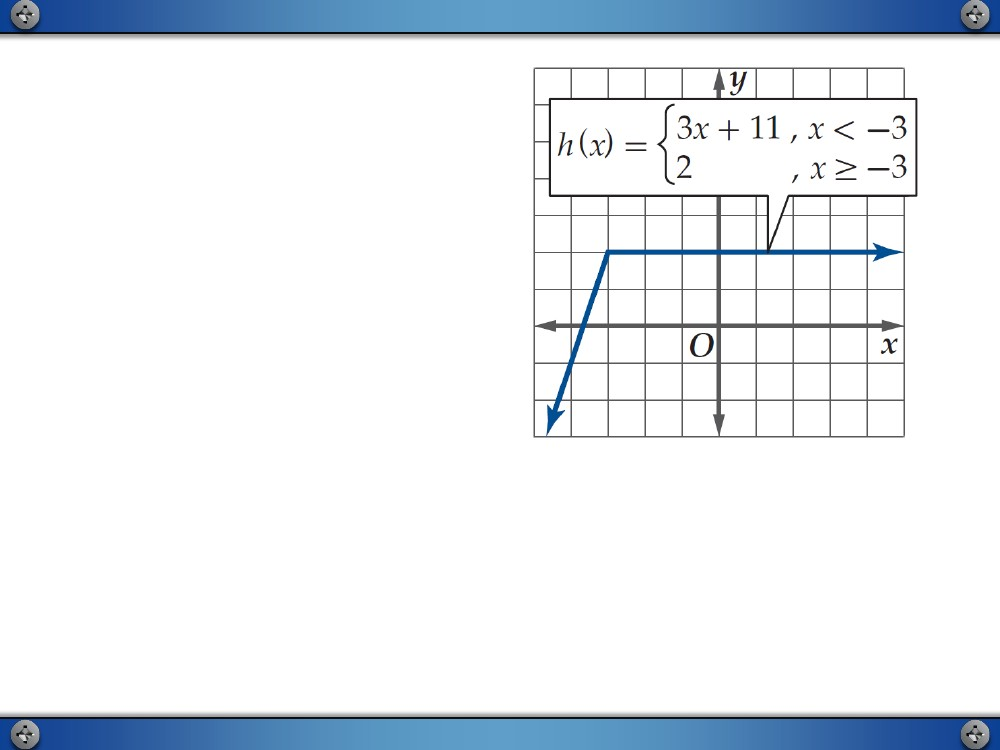 y
h(x) = { 3x + 11 , x < −3
2 , x ≥ −3
O
x